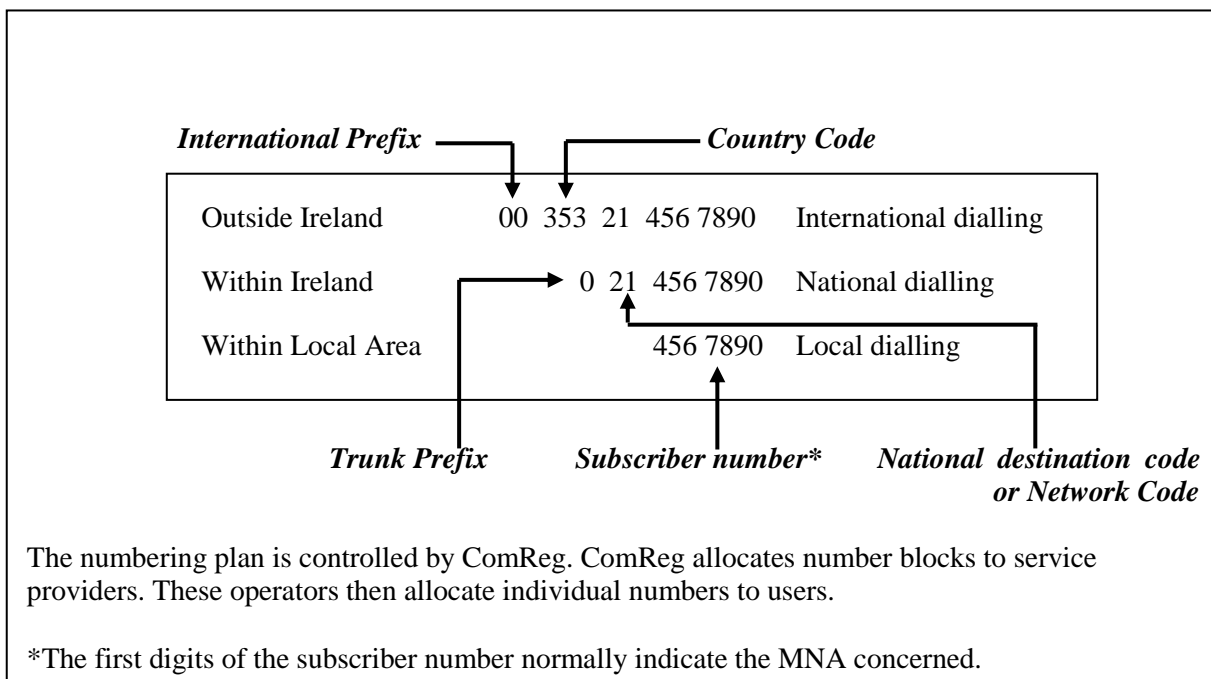 International Prefix Country Code
Outside Ireland 00 353 21 456 7890 International dialling
Within Ireland 0 21 456 7890 National dialling
Within Local Area 456 7890 Local dialling
Trunk Prefix Subscriber number* National destination code
or Network Code
The numbering plan is controlled by ComReg. ComReg allocates number blocks to service
providers. These operators then allocate individual numbers to users.
*The first digits of the subscriber number normally indicate the MNA concerned.